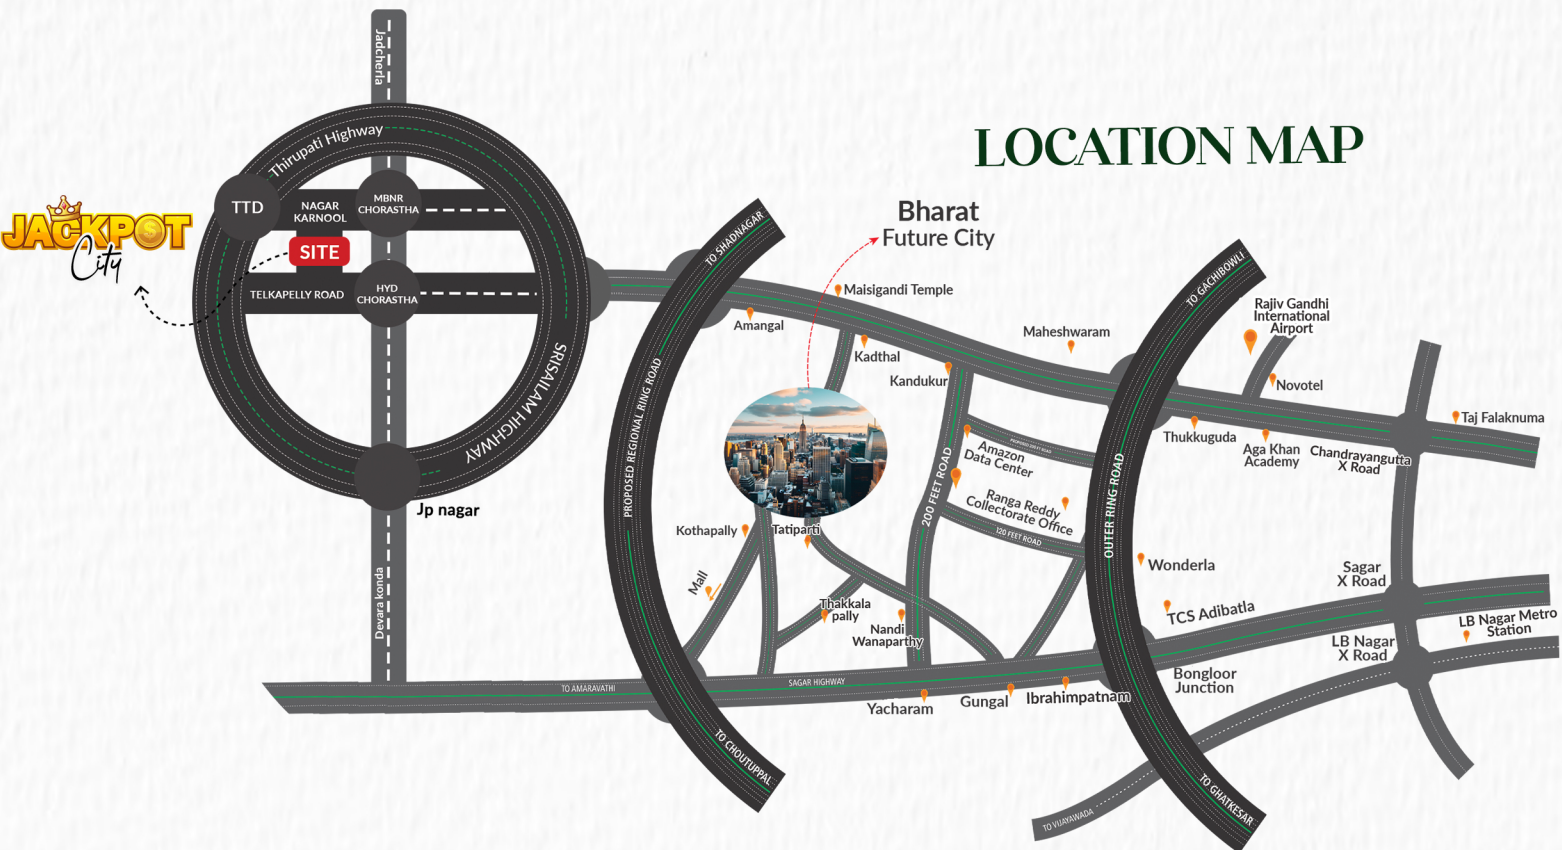 LOCATION MAP
Jadcherla
Thirupati Highway
TTD
NAGAR
KARNOOL
MBNR
CHORASTHA
SITE
JACKPOT
City
TELKAPELLY ROAD
HYD
CHORASTHA
SRISAILAM HIGHWAY
Jp nagar
Devara konda
TO SHADNAGAR
PROPOSED REGIONAL RING ROAD
TO CHOUTUPPAL
Bharat
Future City
Maisigandi Temple
Amangal
Kadthal
Kandukur
Maheshwaram
TO GACHIBOWLI
Rajiv Gandhi
International
Airport
Novotel
Thukkuguda
Aga Khan
Academy
Chandrayangutta
X Road
Taj Falaknuma
PROPOSED 330 FT ROAD
Amazon
Data Center
200 FEET ROAD
Ranga Reddy
Collectorate Office
120 FEET ROAD
OUTER RING ROAD
Kothapally
Tatiparti
Mall
Thakkala
pally
Nandi
Wanaparthy
Wonderla
TCS Adibatla
Sagar
X Road
LB Nagar
X Road
LB Nagar Metro
Station
Bongloor
Junction
TO AMARAVATHI
SAGAR HIGHWAY
Yacharam
Gungal
Ibrahimpatnam
TO GHATKESAR
TO VIJAYAWADA